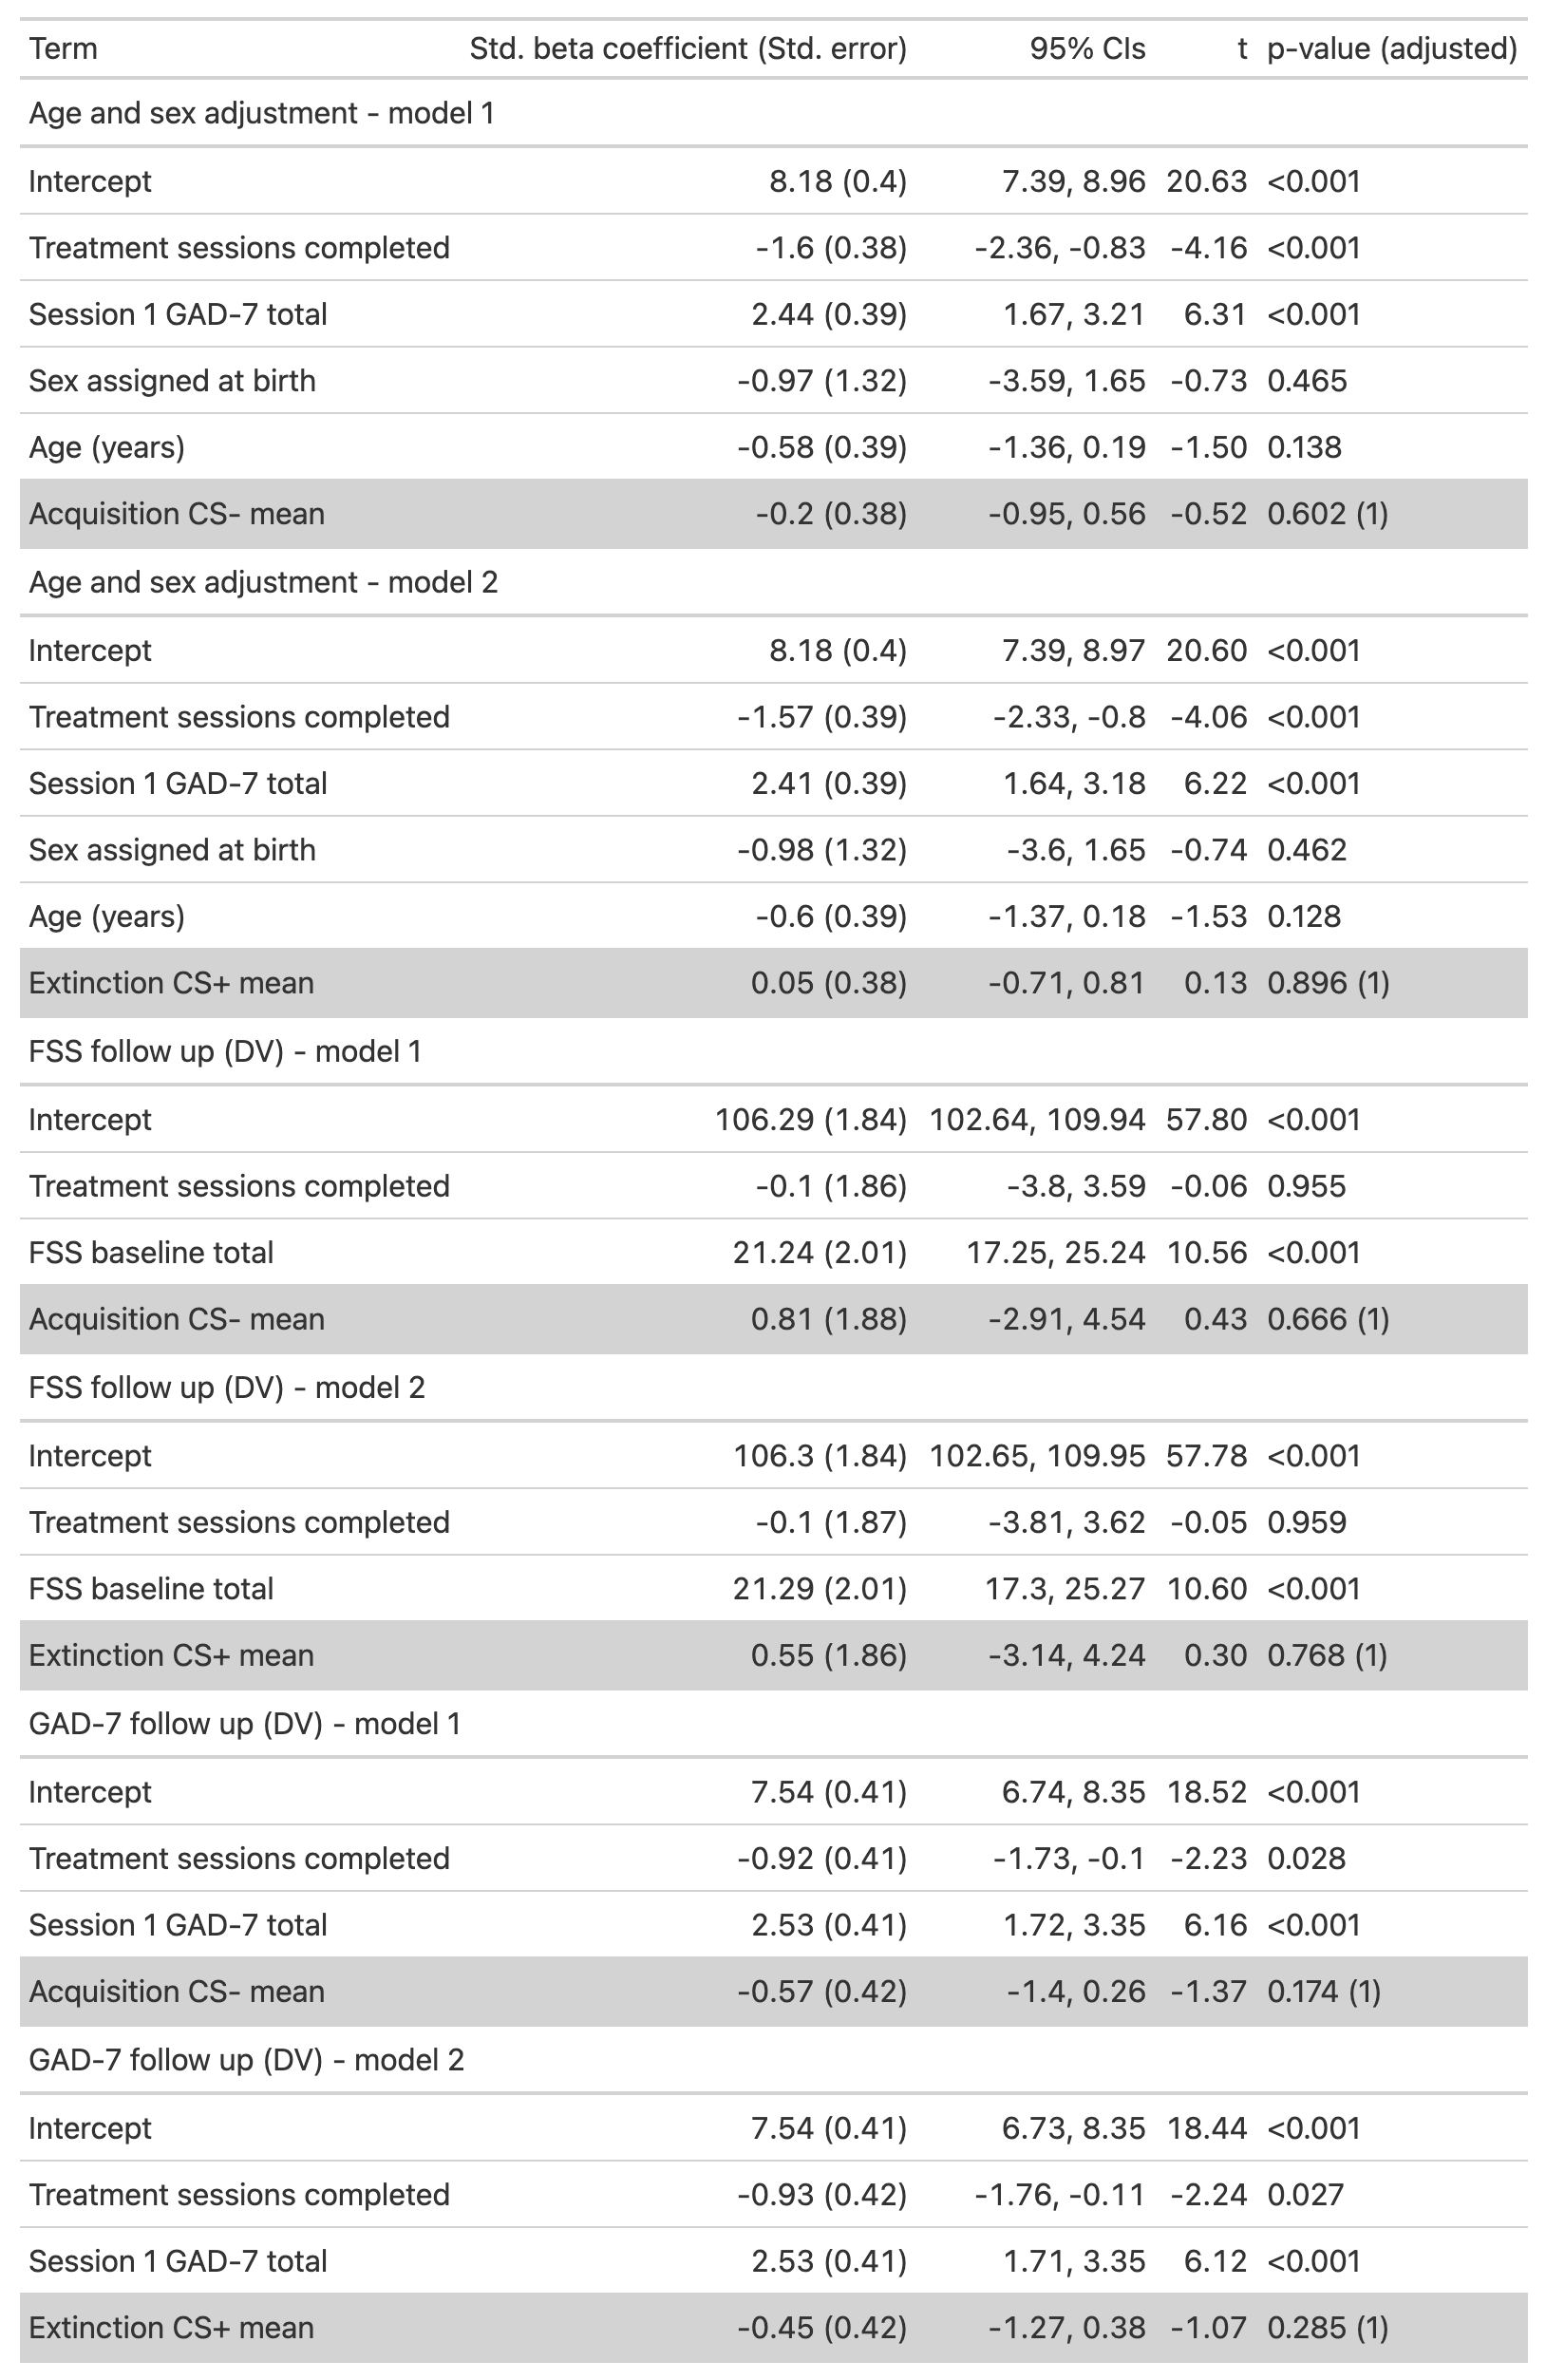 Term Std. beta coefficient (Std. error) 95% CIs t p-value (adjusted)
Age and sex adjustment - model 1
Intercept 8.18 (0.4) 7.39, 8.96 20.63 <0.001
Treatment sessions completed -1.6 (0.38) -2.36, -0.83 -4.16 <0.001
Session 1 GAD-7 total 2.44 (0.39) 1.67, 3.21 6.31 <0.001
Sex assigned at birth -0.97 (1.32) -3.59, 1.65 -0.73 0.465
Age (years) -0.58 (0.39) -1.36, 0.19 -1.50 0.138
Acquisition CS- mean -0.2 (0.38) -0.95, 0.56 -0.52 0.602 (1)
Age and sex adjustment - model 2
Intercept 8.18 (0.4) 7.39, 8.97 20.60 <0.001
Treatment sessions completed -1.57 (0.39) -2.33, -0.8 -4.06 <0.001
Session 1 GAD-7 total 2.41 (0.39) 1.64, 3.18 6.22 <0.001
Sex assigned at birth -0.98 (1.32) -3.6, 1.65 -0.74 0.462
Age (years) -0.6 (0.39) -1.37, 0.18 -1.53 0.128
Extinction CS+ mean 0.05 (0.38) -0.71, 0.81 0.13 0.896 (1)
FSS follow up (DV) - model 1
Intercept 106.29 (1.84) 102.64, 109.94 57.80 <0.001
Treatment sessions completed -0.1 (1.86) -3.8, 3.59 -0.06 0.955
FSS baseline total 21.24 (2.01) 17.25, 25.24 10.56 <0.001
Acquisition CS- mean 0.81 (1.88) -2.91, 4.54 0.43 0.666 (1)
FSS follow up (DV) - model 2
Intercept 106.3 (1.84) 102.65, 109.95 57.78 <0.001
Treatment sessions completed -0.1 (1.87) -3.81, 3.62 -0.05 0.959
FSS baseline total 21.29 (2.01) 17.3, 25.27 10.60 <0.001
Extinction CS+ mean 0.55 (1.86) -3.14, 4.24 0.30 0.768 (1)
GAD-7 follow up (DV) - model 1
Intercept 7.54 (0.41) 6.74, 8.35 18.52 <0.001
Treatment sessions completed -0.92 (0.41) -1.73, -0.1 -2.23 0.028
Session 1 GAD-7 total 2.53 (0.41) 1.72, 3.35 6.16 <0.001
Acquisition CS- mean -0.57 (0.42) -1.4, 0.26 -1.37 0.174 (1)
GAD-7 follow up (DV) - model 2
Intercept 7.54 (0.41) 6.73, 8.35 18.44 <0.001
Treatment sessions completed -0.93 (0.42) -1.76, -0.11 -2.24 0.027
Session 1 GAD-7 total 2.53 (0.41) 1.71, 3.35 6.12 <0.001
Extinction CS+ mean -0.45 (0.42) -1.27, 0.38 -1.07 0.285 (1)